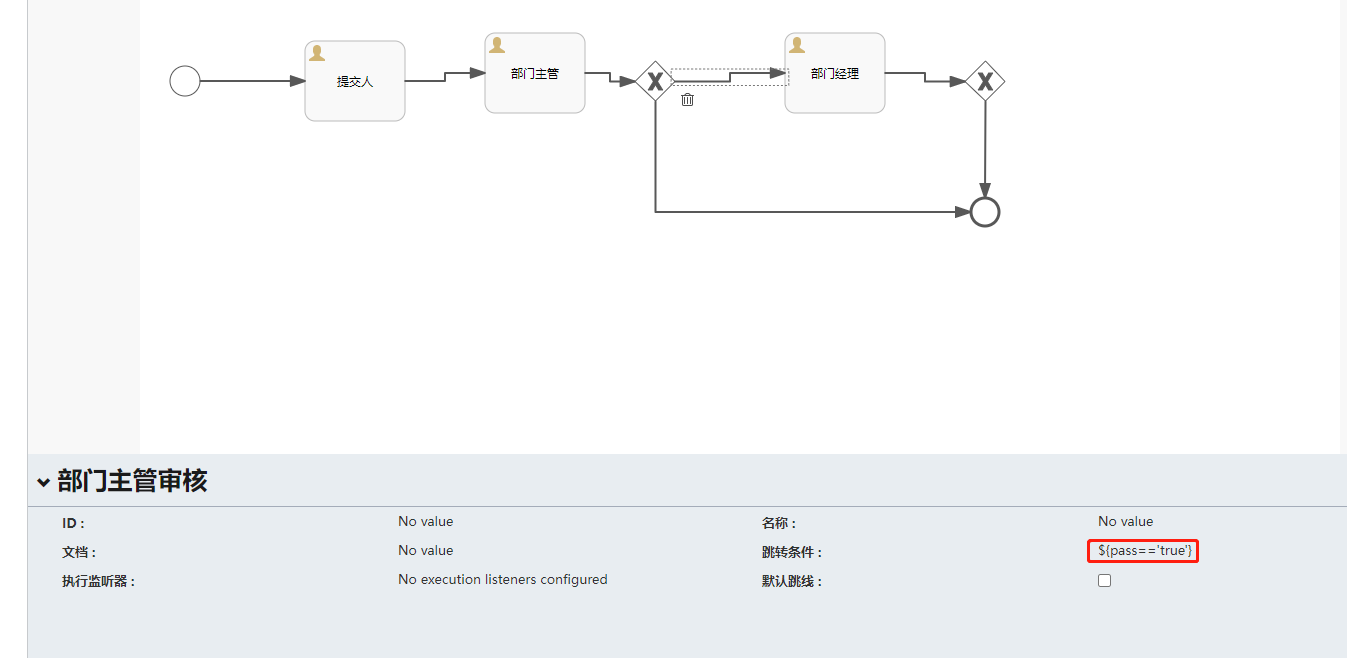 提交人
部门主管
X
部门经理
X
部门主管审核
ID :
No value
名称 :
No value
文档 :
No value
跳转条件 :
${pass=='true'}
执行监听器 :
No execution listeners configured
默认跳线 :